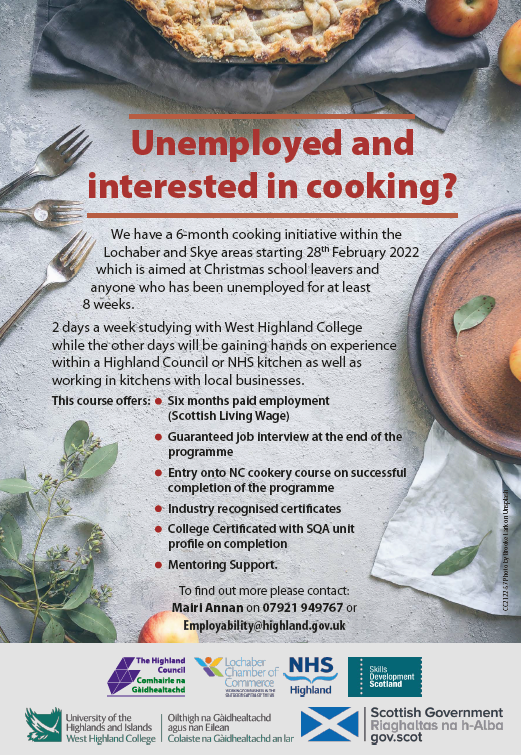 Unemployed and
interested in cooking?
We have a 6-month cooking initiative within the
Lochaber and Skye areas starting 28th February 2022
which is aimed at Christmas school leavers and
anyone who has been unemployed for at least
8 weeks.
2 days a week studying with West Highland College
while the other days will be gaining hands on experience
within a Highland Council or NHS kitchen as well as
working in kitchens with local businesses.
This course offers: • Six months paid employment
(Scottish Living Wage)
• Guaranteed job interview at the end of the
programme
• Entry onto NC cookery course on successful
completion of the programme
• Industry recognised certificates
• College Certificated with SQA unit
profile on completion
• Mentoring Support.
To find out more please contact:
Mairi Annan on 07921 949767 or
Employability@highland.gov.uk
Photo by Brooke Lark on Unsplash
The Highland
Council
Comhairle na
Gàidhealtachd
Lochaber
Chamber of
Commerce
NHS
Highland
Skills
Development
Scotland
University of the
Highlands and Islands
West Highland College
Oilthigh na Gàidhealtachd
agus nan Eilean
Colaiste na Gàidhealtachd an Iar
Scottish Government
Riaghaltas na h-Alba
gov.scot